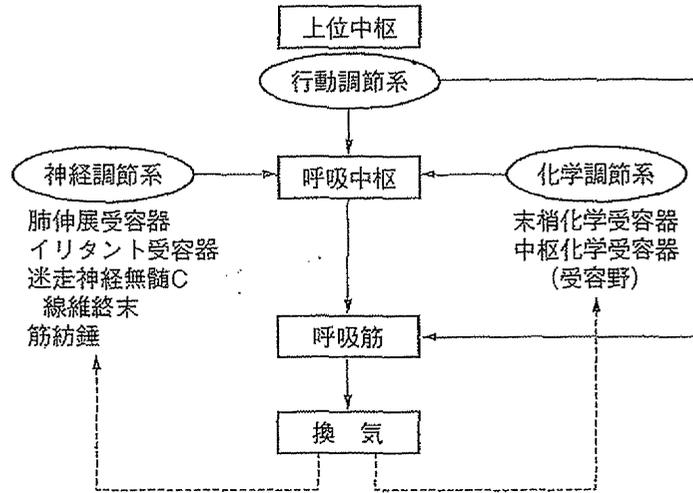 上位中枢
行動調節系
神経調節系
呼吸中枢
化学調節系
肺伸展受容器
イリタント受容器
迷走神経無髄C
線維終末
筋紡錘
末梢化学受容器
中枢化学受容器
(受容野)
呼吸筋
換 気